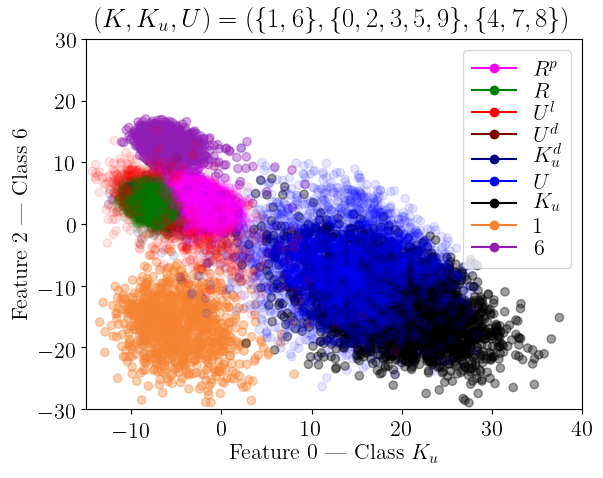 (K, K_u, U) = ({1, 6}, {0, 2, 3, 5, 9}, {4, 7, 8})
30
20
10
0
−10
−20
−30
Feature 2 — Class 6
R^p
R
U^l
U^d
K_u^d
U
K_u
1
6
−10
0
10
20
30
40
Feature 0 — Class K_u